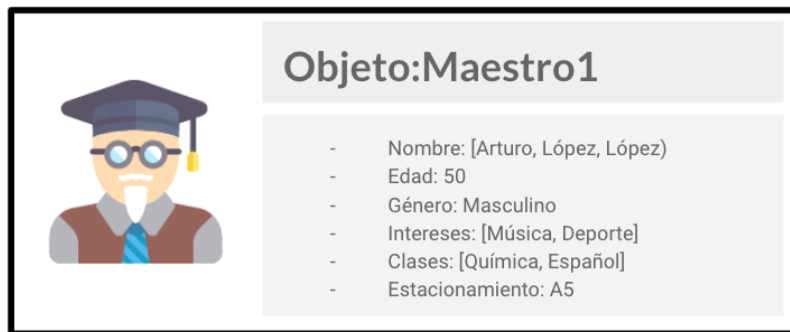 Objeto:Maestro1
- Nombre: [Arturo, López, López)
- Edad: 50
- Género: Masculino
- Intereses: [Música, Deporte]
- Clases: [Química, Español]
- Estacionamiento: A5